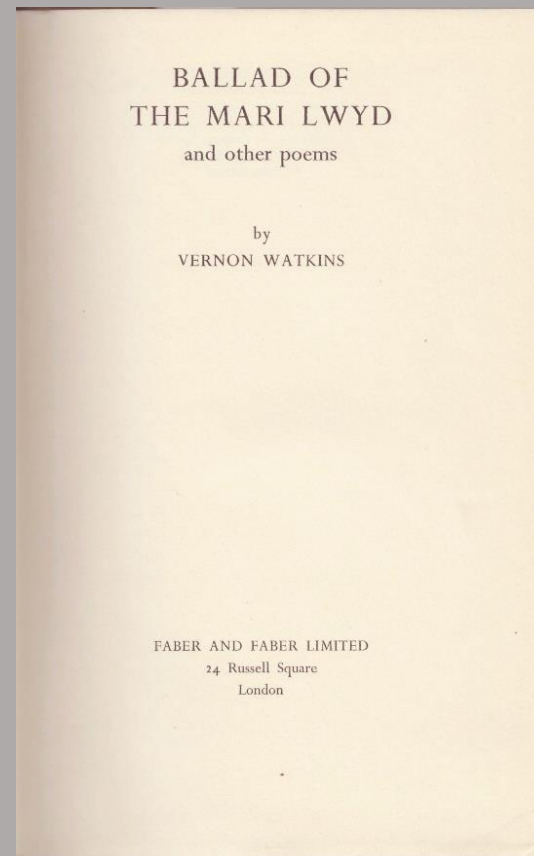 BALLAD OF
THE MARI LWYD
and other poems
by
VERNON WATKINS
FABER AND FABER LIMITED
24 Russell Square
London